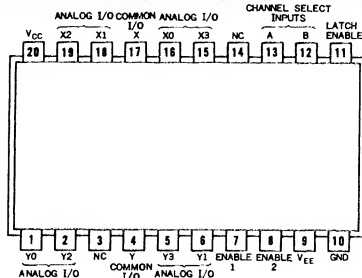 CHANNEL SELECT
ANALOG I/O COMMON ANALOG I/O INPUTS LATCH
I/O
VCC X2 X1 X X0 X3 NC A B ENABLE
20 19 18 17 16 15 14 13 12 11
1 2 3 4 5 6 7 8 9 10
Y0 Y2 NC Y Y3 Y1 ENABLE ENABLE VEE GND
1 2
ANALOG I/O COMMON ANALOG I/O
I/O